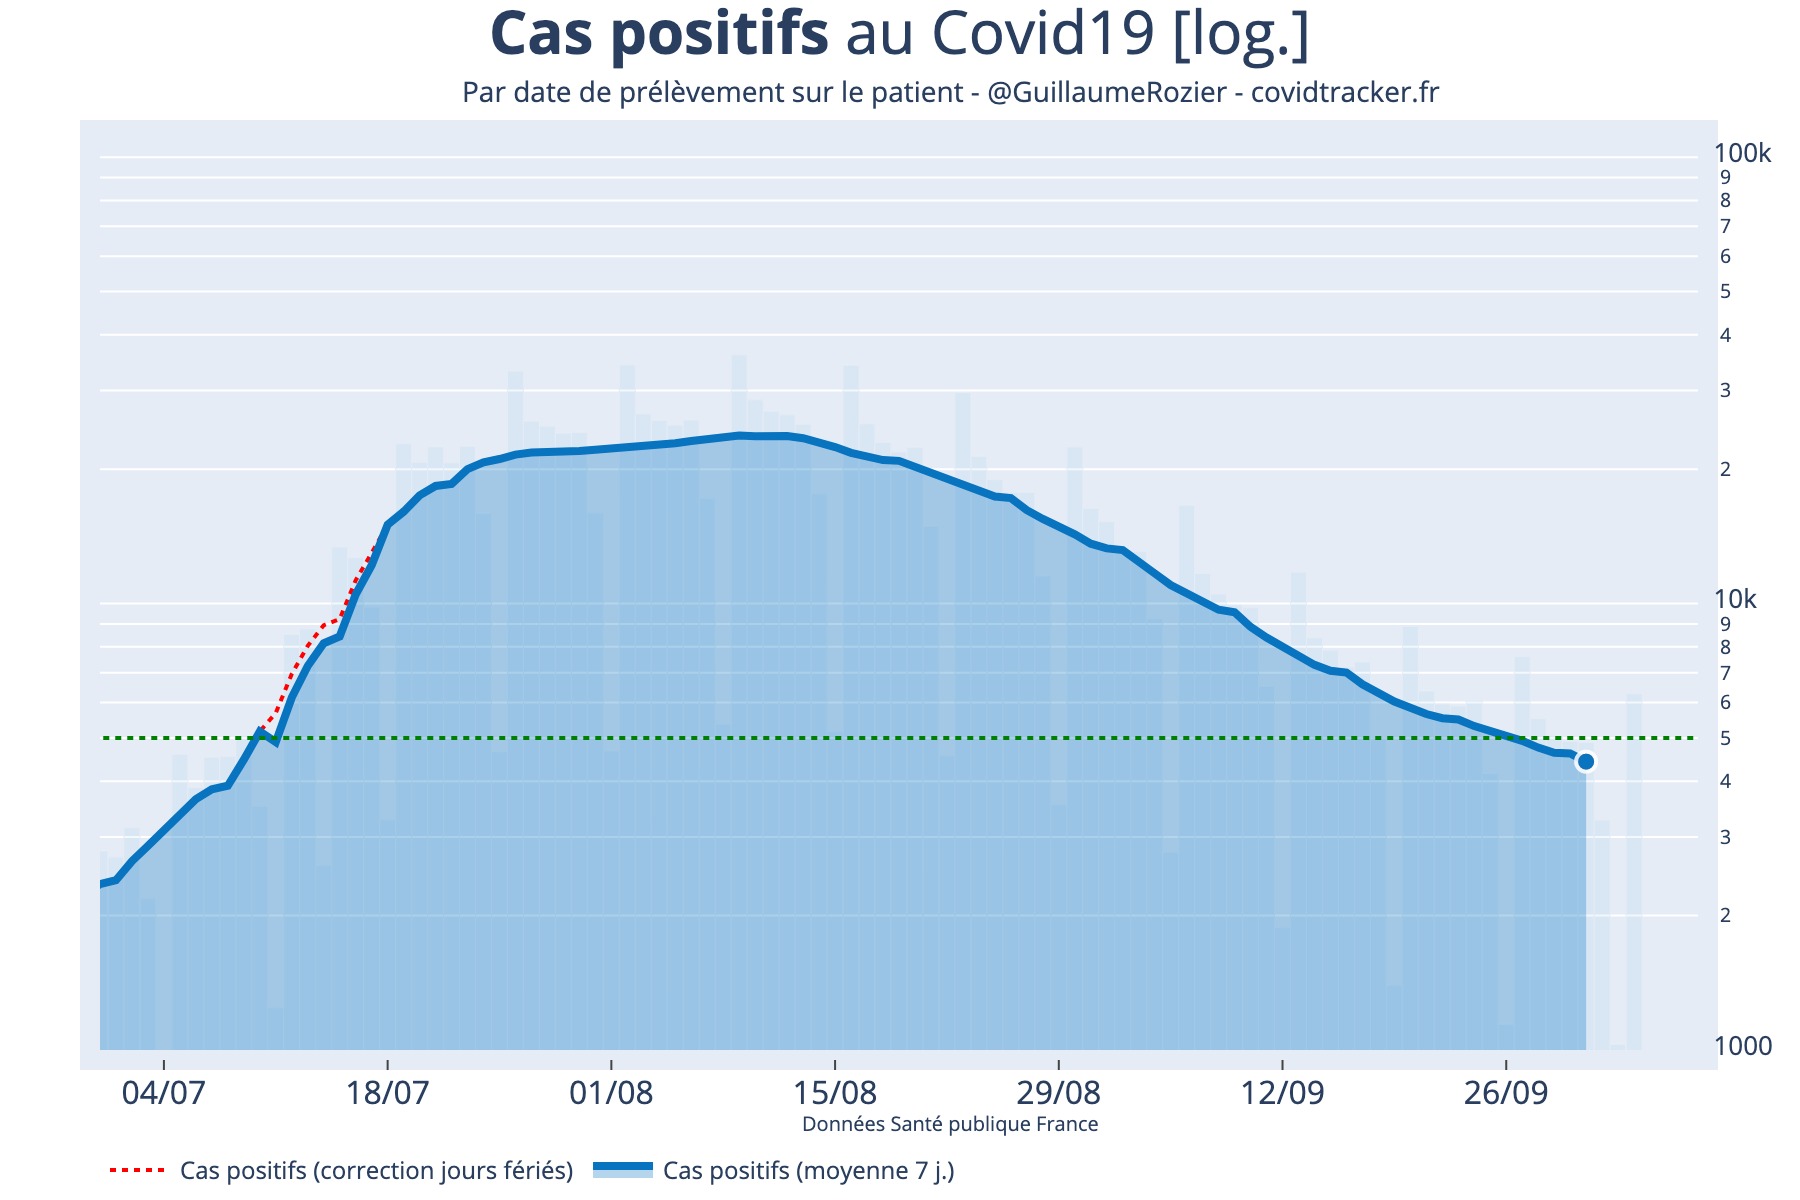 Cas positifs au Covid19 [log.]
Par date de prélèvement sur le patient - @GuillaumeRozier - covidtracker.fr
100k
9
8
7
6
5
4
3
2
10k
9
8
7
6
5
4
3
2
1000
04/07 18/07 01/08 15/08 29/08 12/09 26/09
Données Santé publique France
Cas positifs (correction jours fériés) Cas positifs (moyenne 7 j.)